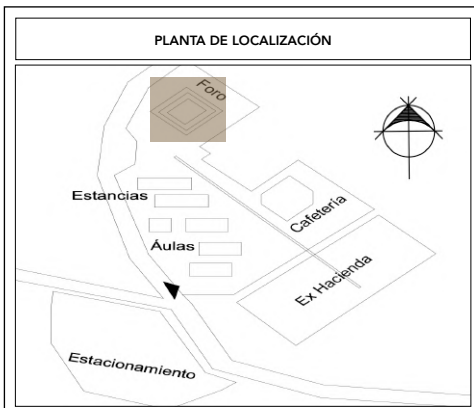 PLANTA DE LOCALIZACIÓN
Foro
Estancias
Cafetería
Áulas
Ex Hacienda
Estacionamiento